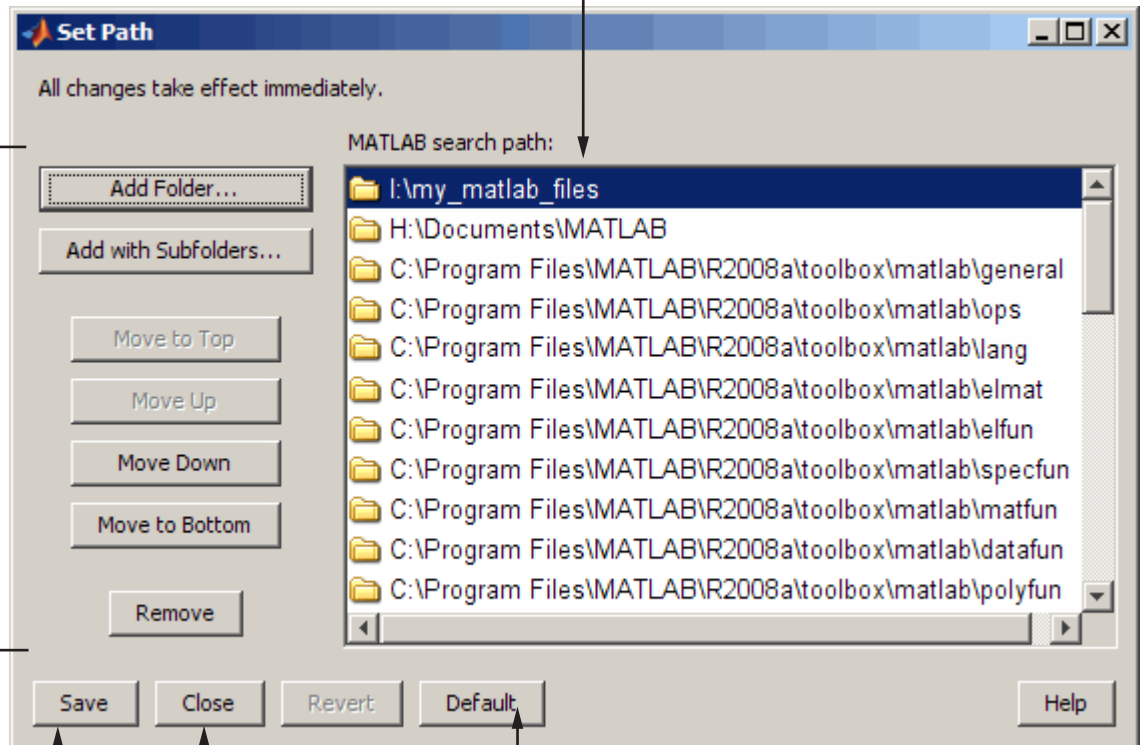 Set Path
All changes take effect immediately.
MATLAB search path:
Add Folder...
Add with Subfolders...
Move to Top
Move Up
Move Down
Move to Bottom
Remove
I:\my_matlab_files
H:\Documents\MATLAB
C:\Program Files\MATLAB\R2008a\toolbox\matlab\general
C:\Program Files\MATLAB\R2008a\toolbox\matlab\ops
C:\Program Files\MATLAB\R2008a\toolbox\matlab\lang
C:\Program Files\MATLAB\R2008a\toolbox\matlab\elmat
C:\Program Files\MATLAB\R2008a\toolbox\matlab\elfun
C:\Program Files\MATLAB\R2008a\toolbox\matlab\specfun
C:\Program Files\MATLAB\R2008a\toolbox\matlab\matfun
C:\Program Files\MATLAB\R2008a\toolbox\matlab\datafun
C:\Program Files\MATLAB\R2008a\toolbox\matlab\polyfun
Save
Close
Revert
Default
Help